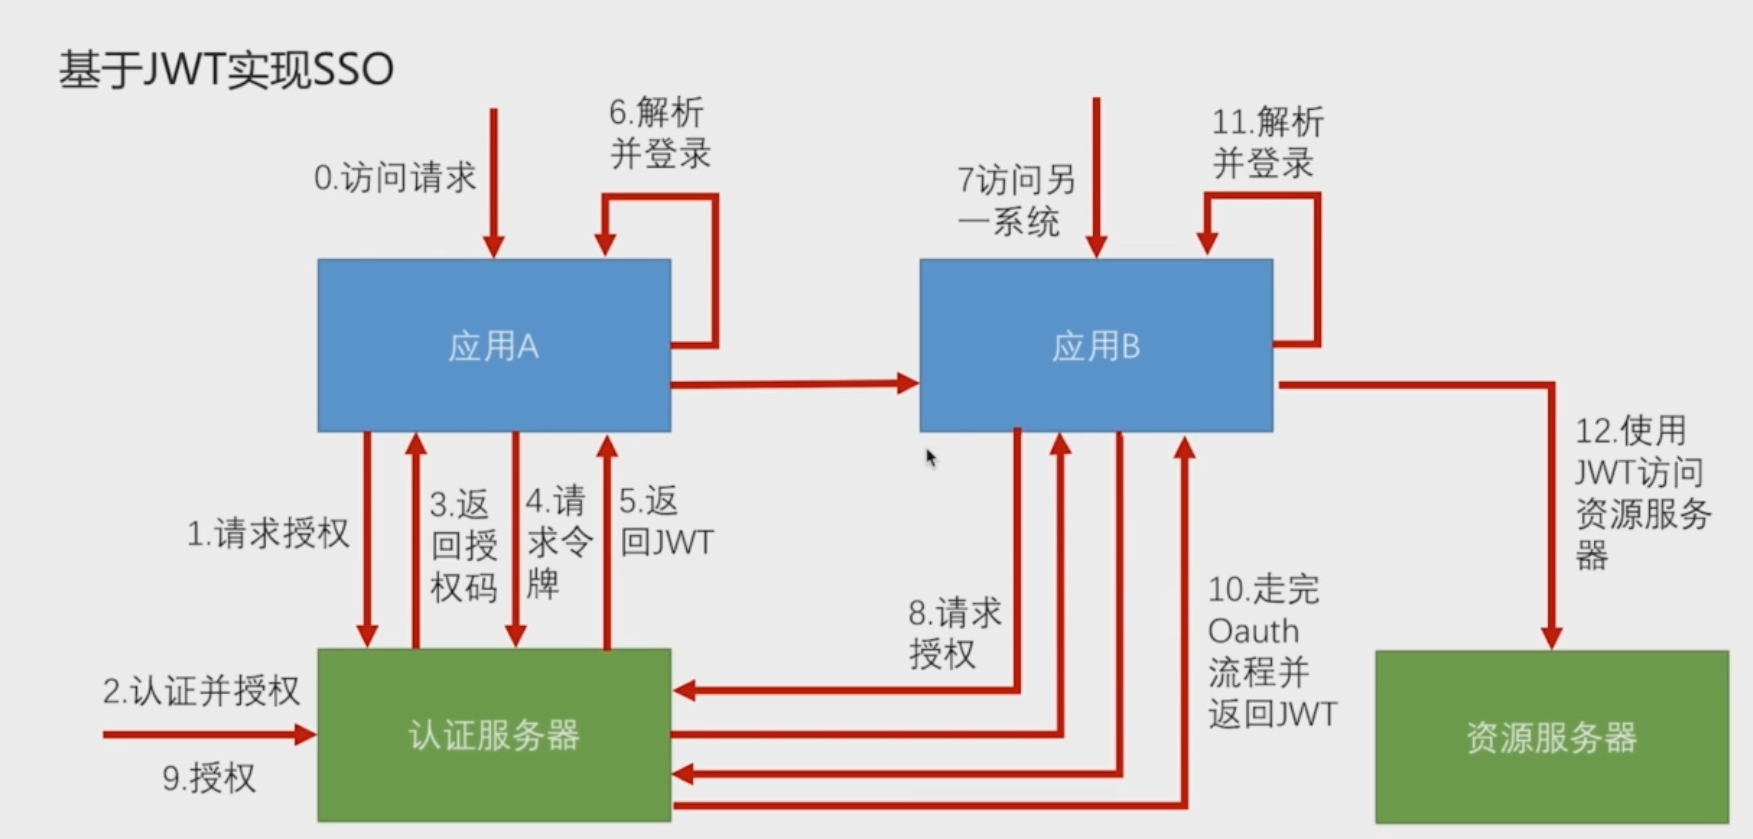 基于JWT实现SSO
0.访问请求
6.解析
并登录
7访问另
一系统
11.解析
并登录
应用A
应用B
1.请求授权
3.返
回授
权码
4.请
求令
牌
5.返
回JWT
8.请求
授权
10.走完
Oauth
流程并
返回JWT
12.使用
JWT访问
资源服务
器
2.认证并授权
9.授权
认证服务器
资源服务器